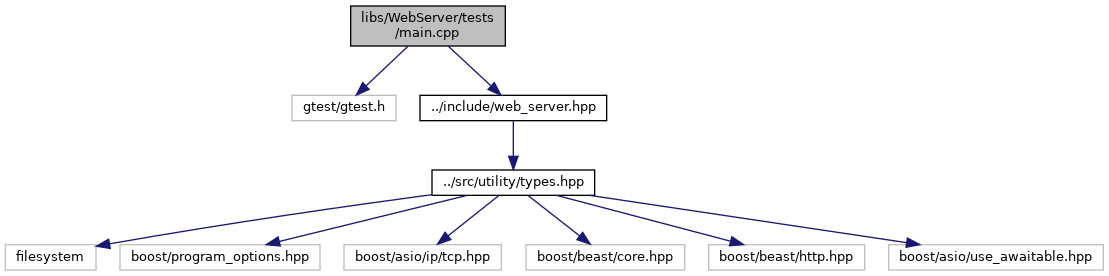 libs/WebServer/tests
/main.cpp
gtest/gtest.h
../include/web_server.hpp
../src/utility/types.hpp
filesystem
boost/program_options.hpp
boost/asio/ip/tcp.hpp
boost/beast/core.hpp
boost/beast/http.hpp
boost/asio/use_awaitable.hpp